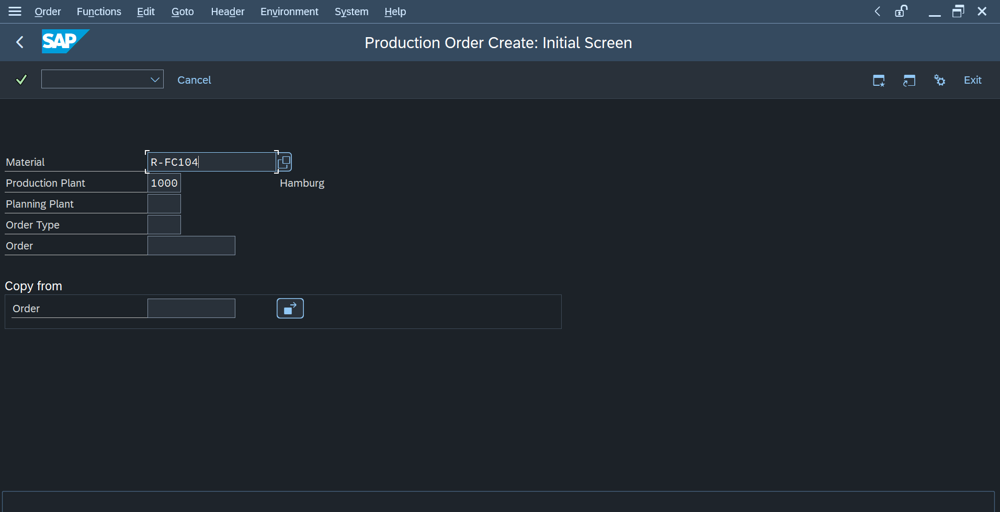 Order Functions Edit Goto Header Environment System Help
SAP
Production Order Create: Initial Screen
Cancel
Exit
Material R-FC104
Production Plant 1000 Hamburg
Planning Plant
Order Type
Order
Copy from
Order